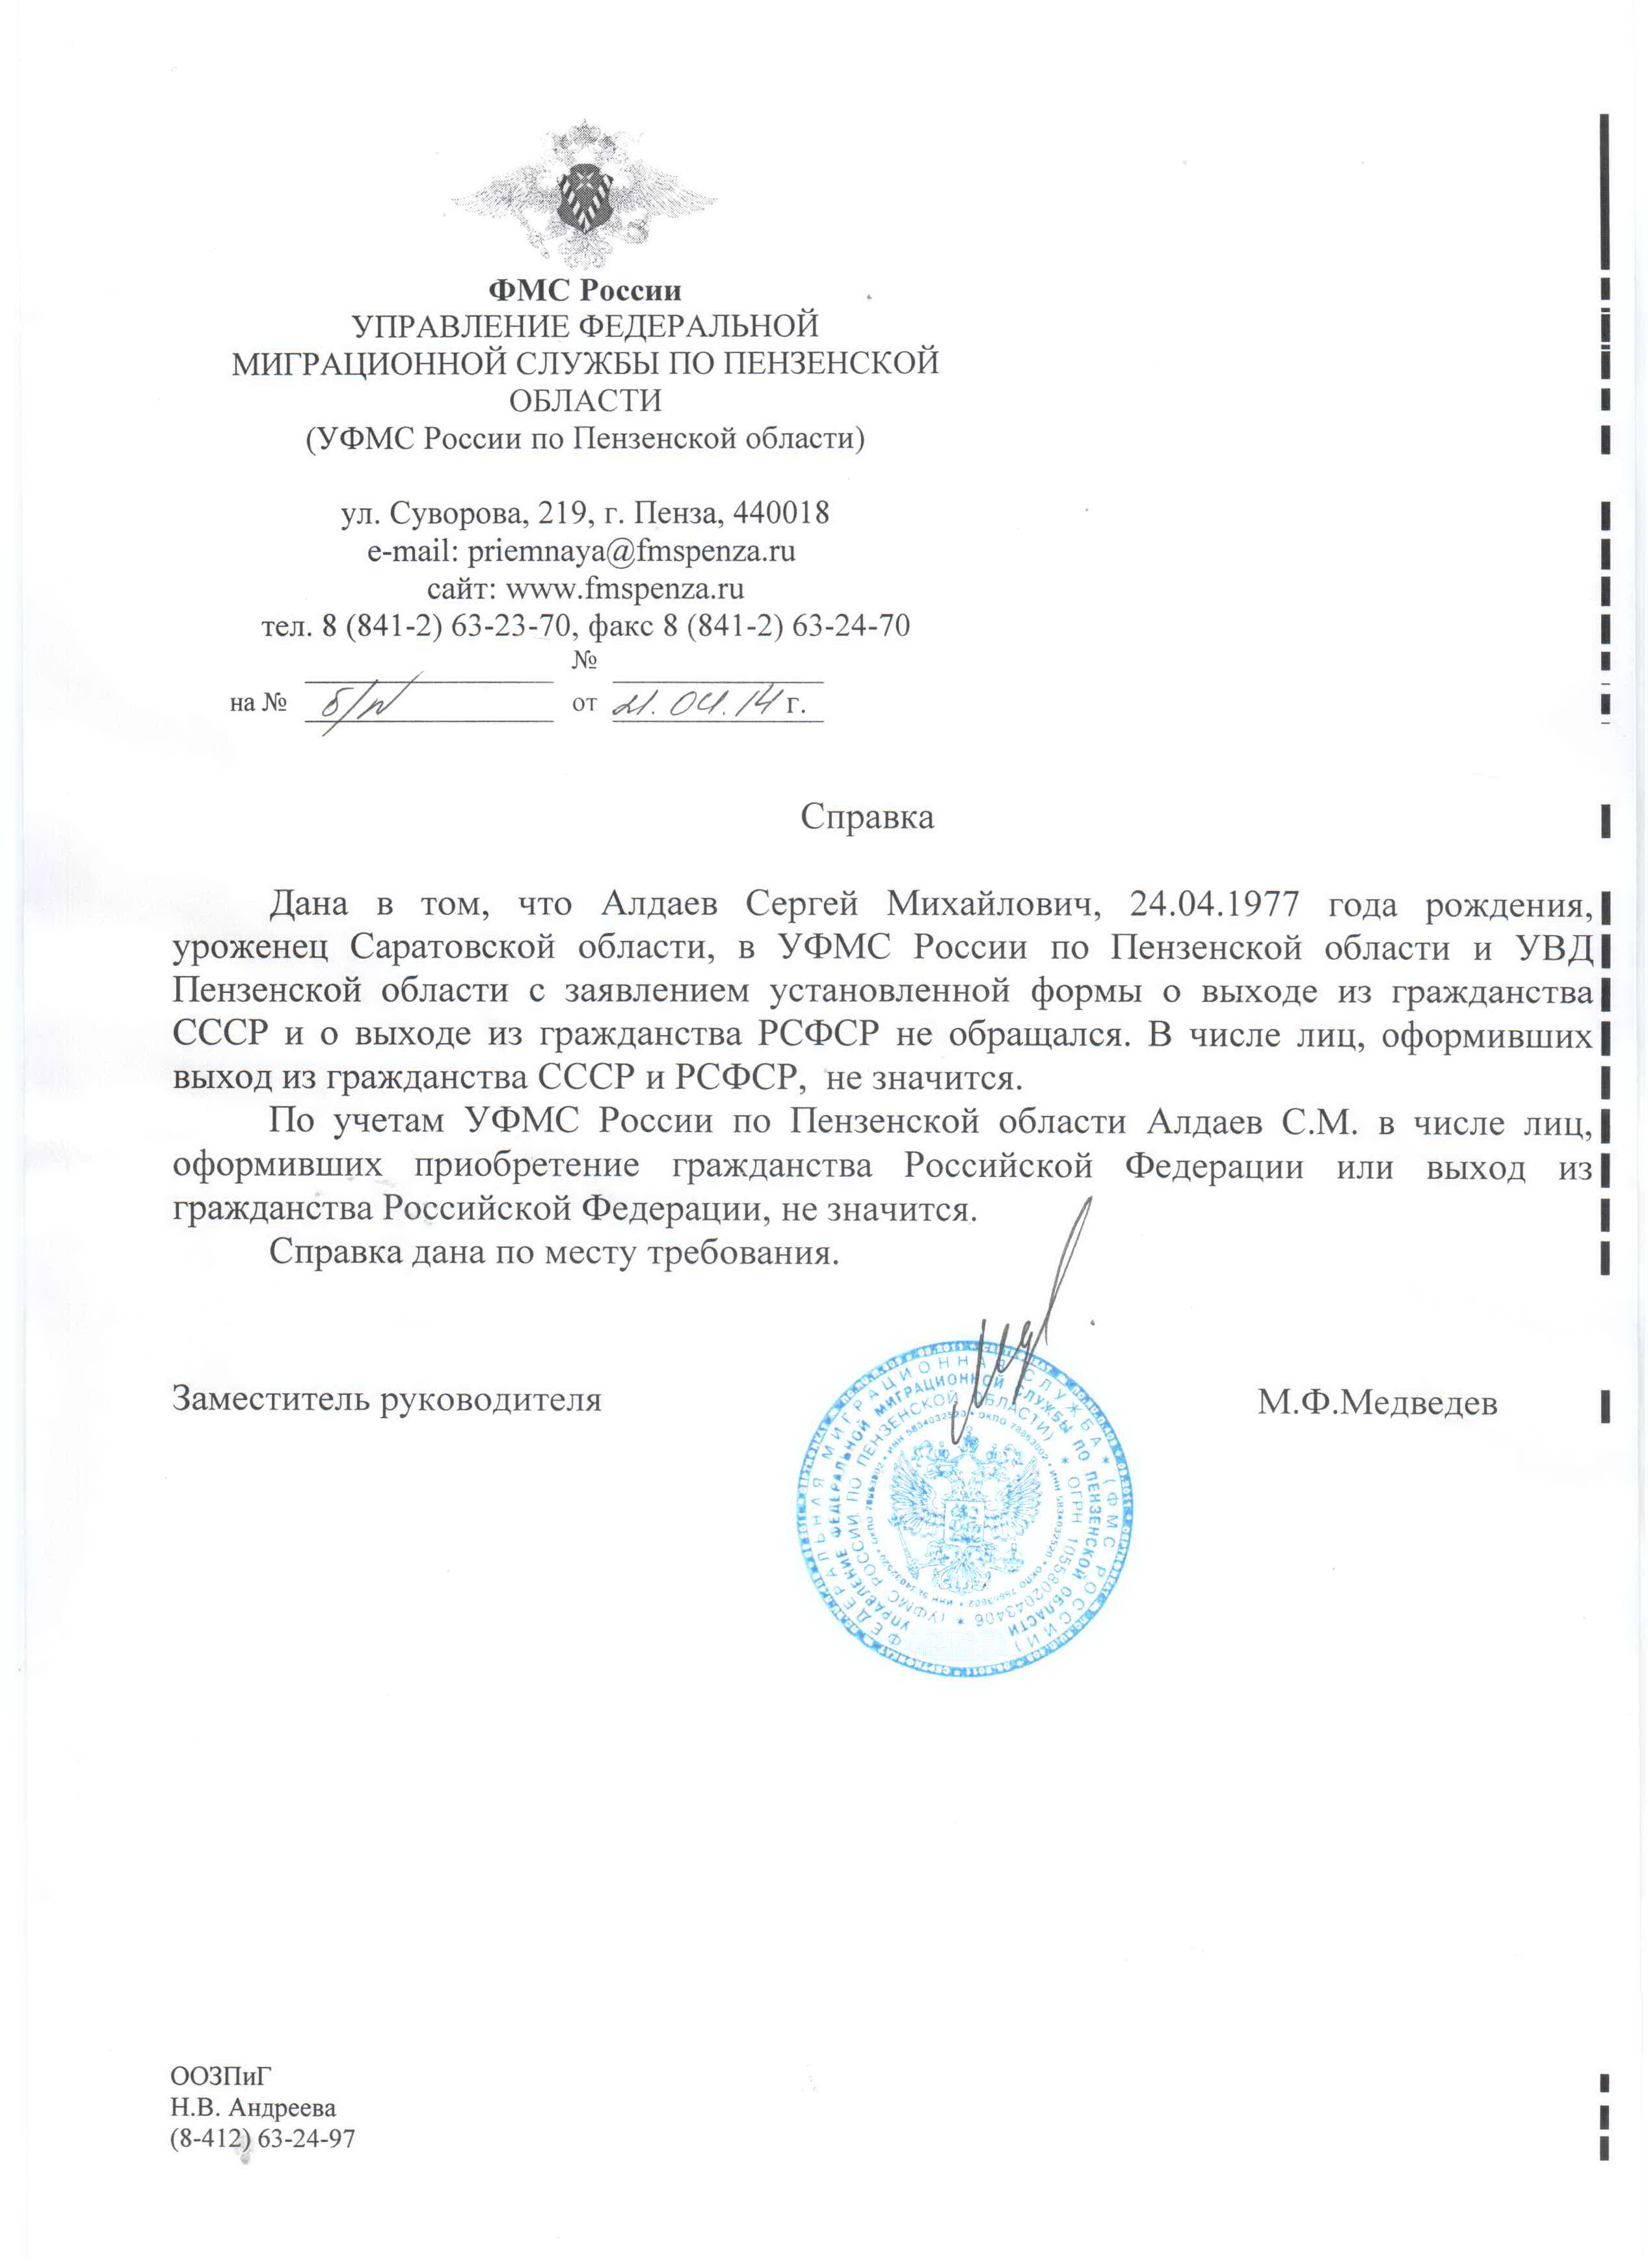 ФМС России
УПРАВЛЕНИЕ ФЕДЕРАЛЬНОЙ
МИГРАЦИОННОЙ СЛУЖБЫ ПО ПЕНЗЕНСКОЙ
ОБЛАСТИ
(УФМС России по Пензенской области)
ул. Суворова, 219, г. Пенза, 440018
e-mail: priemnaya@fmspenza.ru
сайт: www.fmspenza.ru
тел. 8 (841-2) 63-23-70, факс 8 (841-2) 63-24-70
№
на № б/н от 21.04.14 г.
Справка
Дана в том, что Алдаев Сергей Михайлович, 24.04.1977 года рождения,
уроженец Саратовской области, в УФМС России по Пензенской области и УВД
Пензенской области с заявлением установленной формы о выходе из гражданства
СССР и о выходе из гражданства РСФСР не обращался. В числе лиц, оформивших
выход из гражданства СССР и РСФСР, не значится.
По учетам УФМС России по Пензенской области Алдаев С.М. в числе лиц,
оформивших приобретение гражданства Российской Федерации или выход из
гражданства Российской Федерации, не значится.
Справка дана по месту требования.
Заместитель руководителя М.Ф.Медведев
ФЕДЕРАЛЬНАЯ МИГРАЦИОННАЯ СЛУЖБА * (ФМС РОССИИ)
УПРАВЛЕНИЕ ФЕДЕРАЛЬНОЙ МИГРАЦИОННОЙ СЛУЖБЫ ПО ПЕНЗЕНСКОЙ ОБЛАСТИ
(УФМС РОССИИ ПО ПЕНЗЕНСКОЙ ОБЛАСТИ) * ОГРН 1055802043406 *
ООЗПиГ
Н.В. Андреева
(8-412) 63-24-97